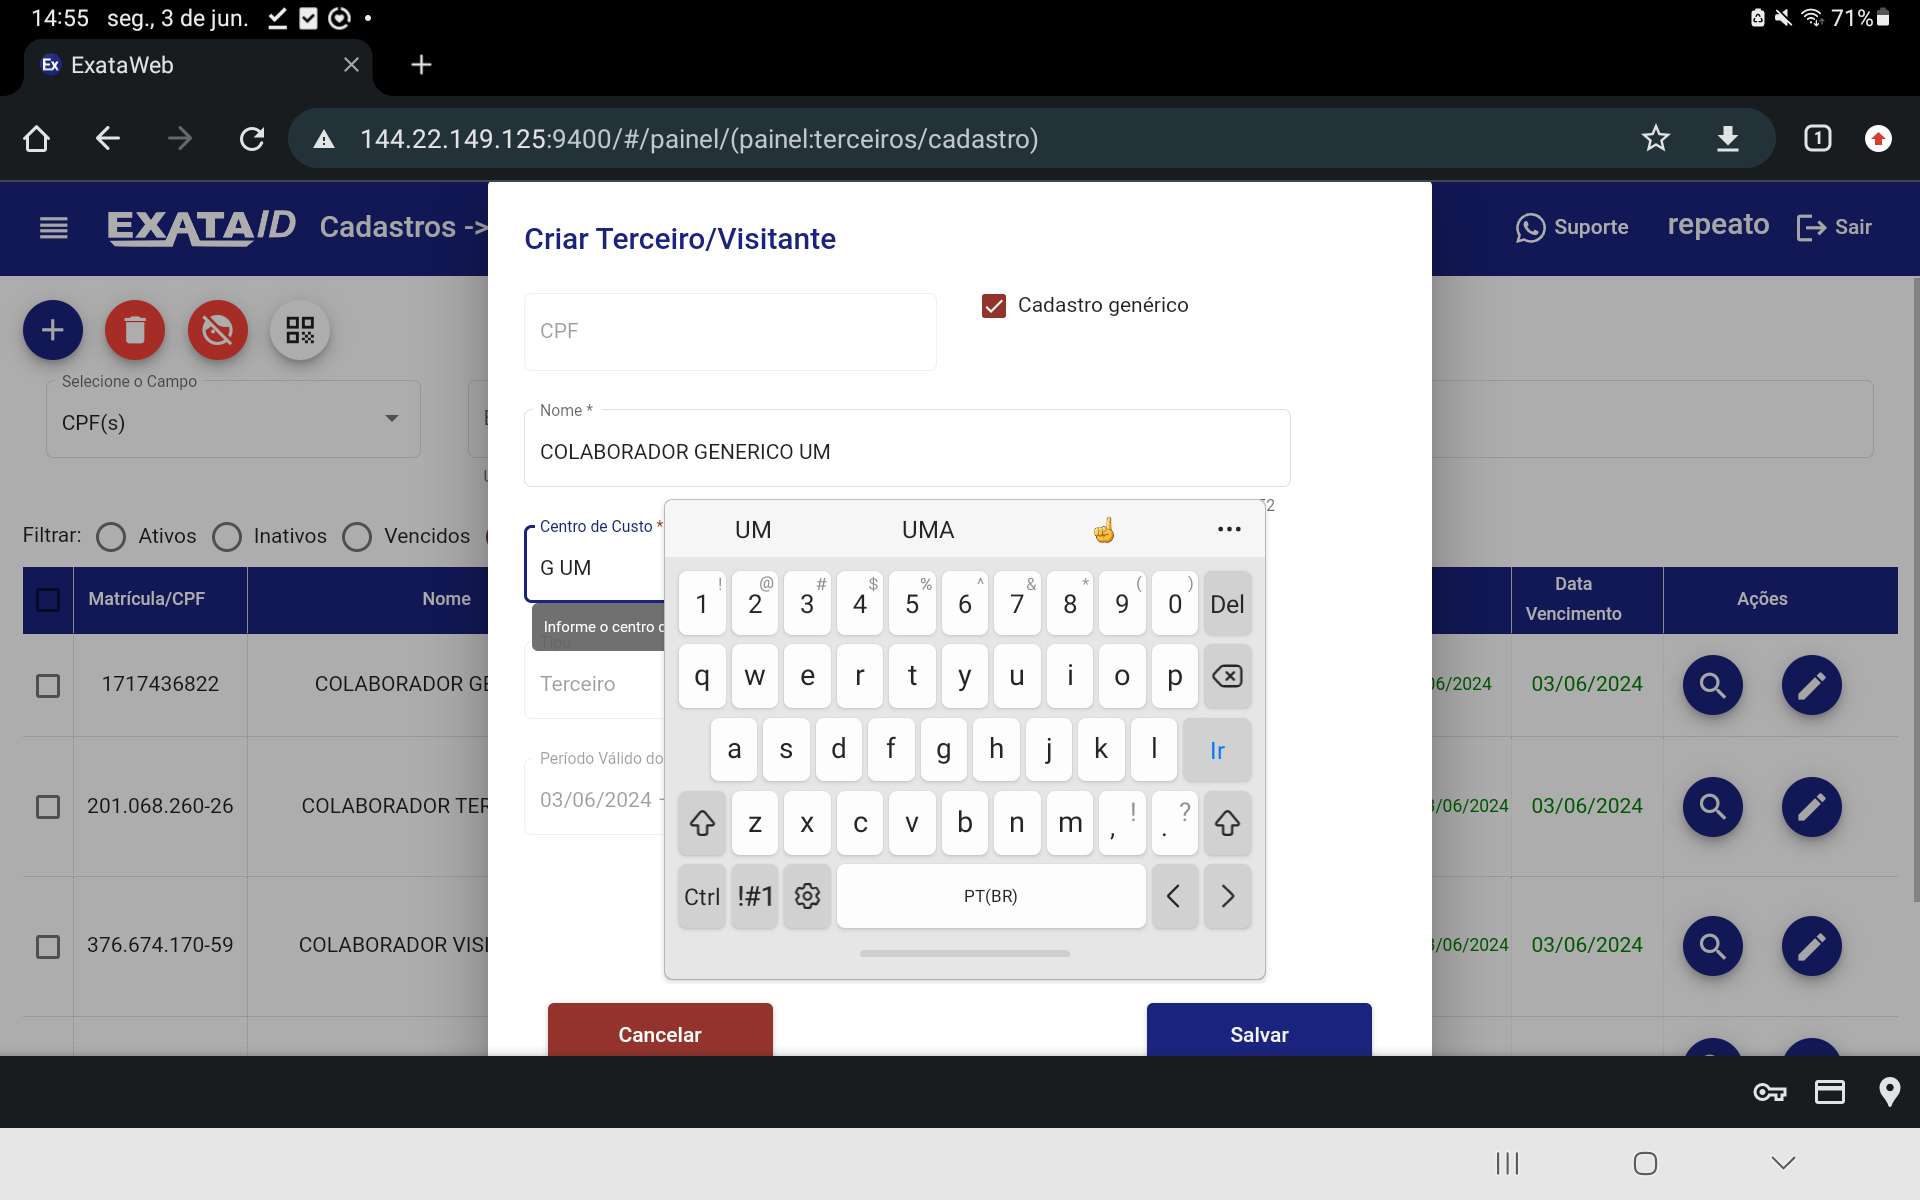 14:55 seg., 3 de jun. 71%
Ex ExataWeb
144.22.149.125:9400/#/painel/(painel:terceiros/cadastro) 1
EXATA/D Cadastros -> Suporte repeato Sair
Criar Terceiro/Visitante
Cadastro genérico
CPF
Selecione o Campo
CPF(s)
Nome *
COLABORADOR GENERICO UM
Filtrar: Ativos Inativos Vencidos
Centro de Custo *
G UM
Informe o centro
Terceiro
Período Válido do
03/06/2024 -
UM UMA ☝ •••
1 ! 2 @ 3 # 4 $ 5 % 6 ^ 7 & 8 * 9 ( 0 ) Del
q w e r t y u i o p
a s d f g h j k l Ir
z x c v b n m , ! . ?
Ctrl !#1 PT(BR) < >
Matrícula/CPF Nome Data Vencimento Ações
1717436822 COLABORADOR GE 06/2024 03/06/2024
201.068.260-26 COLABORADOR TER /06/2024 03/06/2024
376.674.170-59 COLABORADOR VISI /06/2024 03/06/2024
Cancelar Salvar